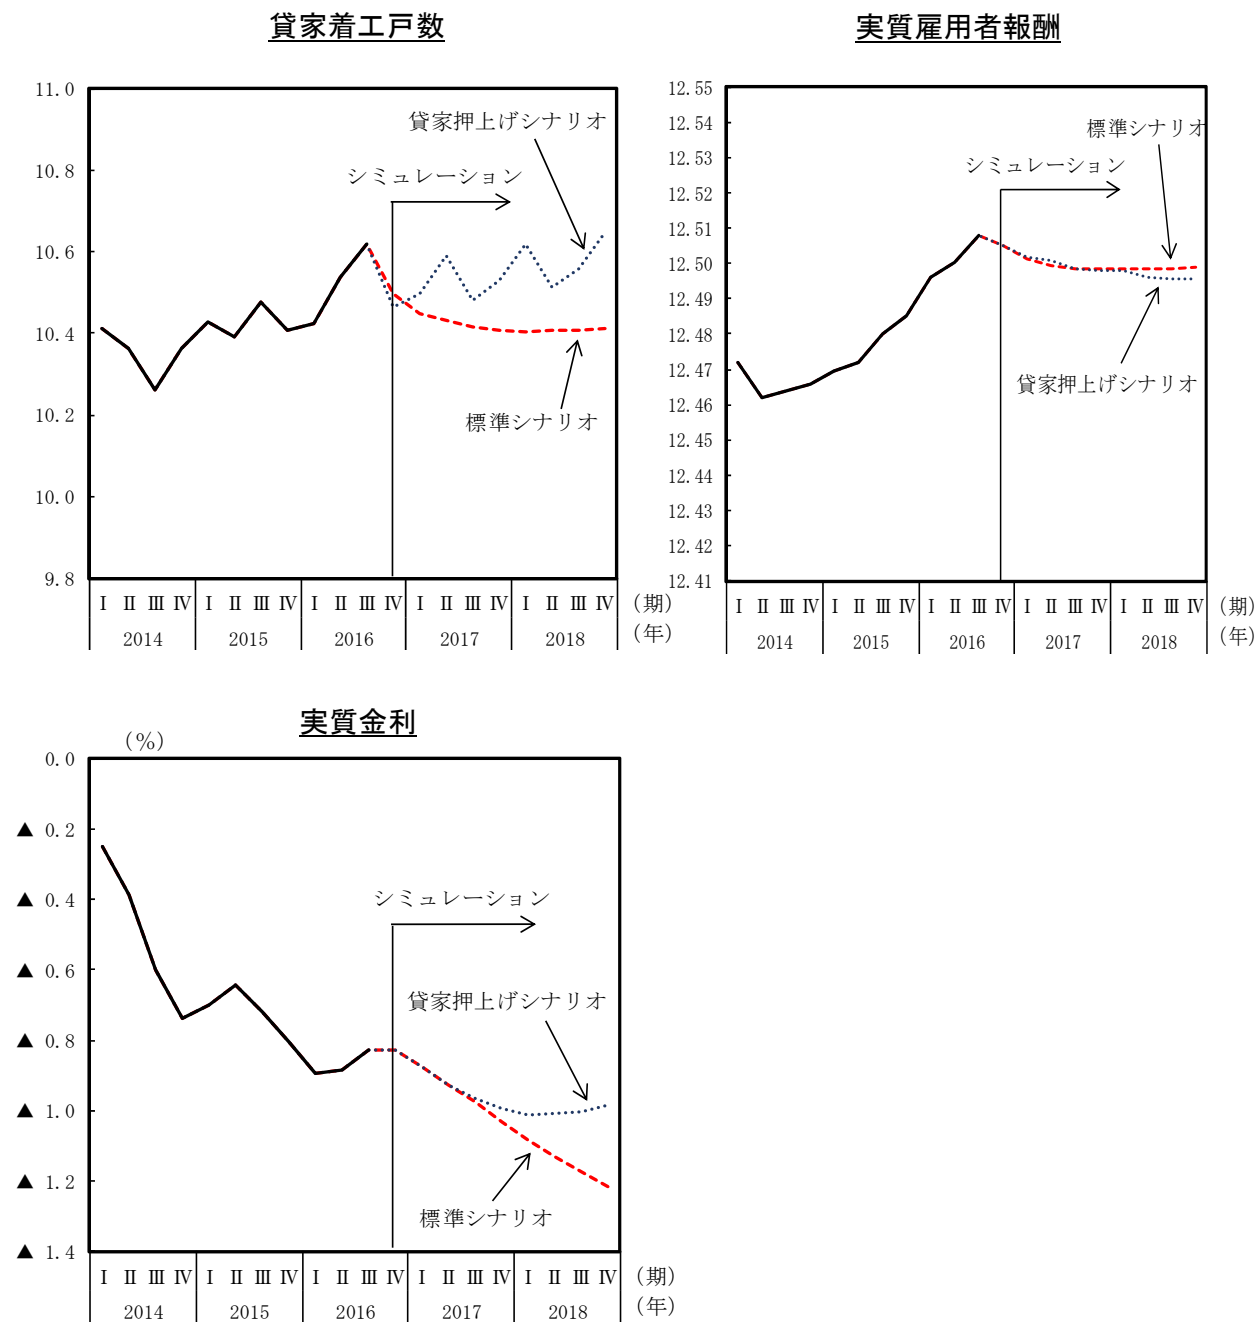 貸家着工戸数
11.0
10.8
10.6
10.4
10.2
10.0
9.8
貸家押上げシナリオ
シミュレーション
標準シナリオ
Ⅰ Ⅱ Ⅲ Ⅳ Ⅰ Ⅱ Ⅲ Ⅳ Ⅰ Ⅱ Ⅲ Ⅳ Ⅰ Ⅱ Ⅲ Ⅳ Ⅰ Ⅱ Ⅲ Ⅳ (期)
2014 2015 2016 2017 2018 (年)
実質雇用者報酬
12.55
12.54
12.53
12.52
12.51
12.50
12.49
12.48
12.47
12.46
12.45
12.44
12.43
12.42
12.41
標準シナリオ
シミュレーション
貸家押上げシナリオ
Ⅰ Ⅱ Ⅲ Ⅳ Ⅰ Ⅱ Ⅲ Ⅳ Ⅰ Ⅱ Ⅲ Ⅳ Ⅰ Ⅱ Ⅲ Ⅳ Ⅰ Ⅱ Ⅲ Ⅳ (期)
2014 2015 2016 2017 2018 (年)
実質金利
(%)
0.0
▲ 0.2
▲ 0.4
▲ 0.6
▲ 0.8
▲ 1.0
▲ 1.2
▲ 1.4
シミュレーション
貸家押上げシナリオ
標準シナリオ
Ⅰ Ⅱ Ⅲ Ⅳ Ⅰ Ⅱ Ⅲ Ⅳ Ⅰ Ⅱ Ⅲ Ⅳ Ⅰ Ⅱ Ⅲ Ⅳ Ⅰ Ⅱ Ⅲ Ⅳ (期)
2014 2015 2016 2017 2018 (年)